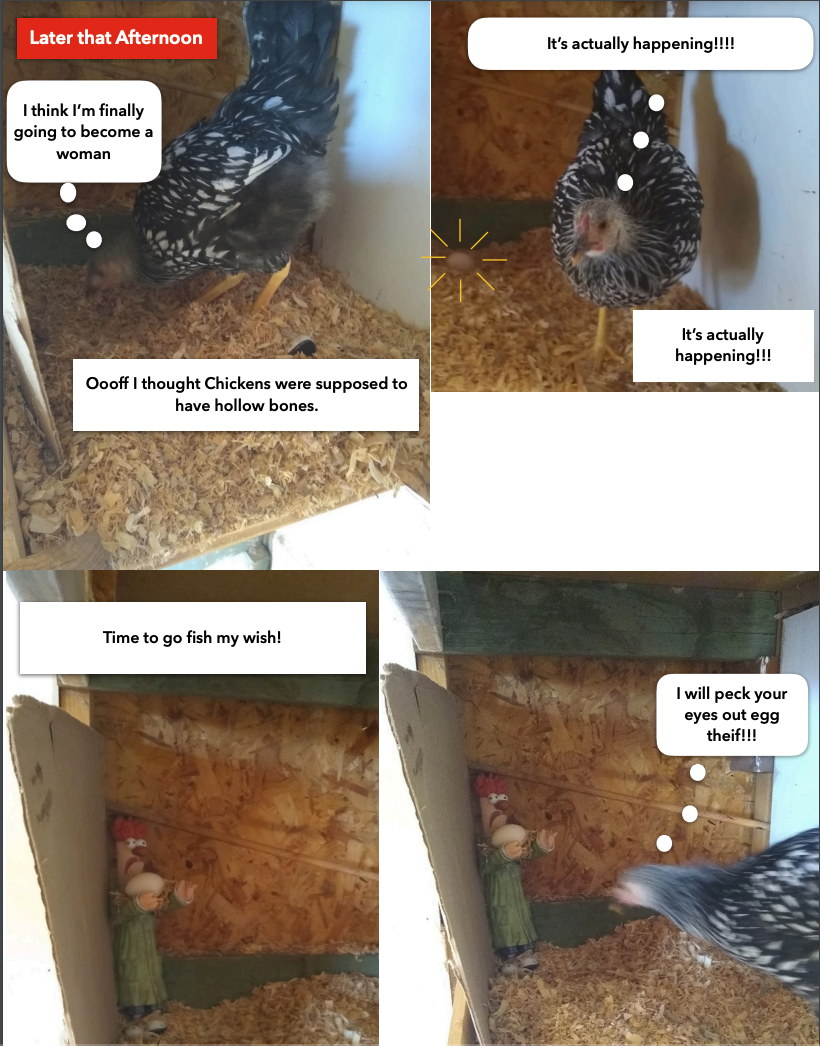 Later that Afternoon
I think I'm finally
going to become a
woman
Oooff I thought Chickens were supposed to
have hollow bones.
It's actually happening!!!!
It's actually
happening!!!
Time to go fish my wish!
I will peck your
eyes out egg
theif!!!